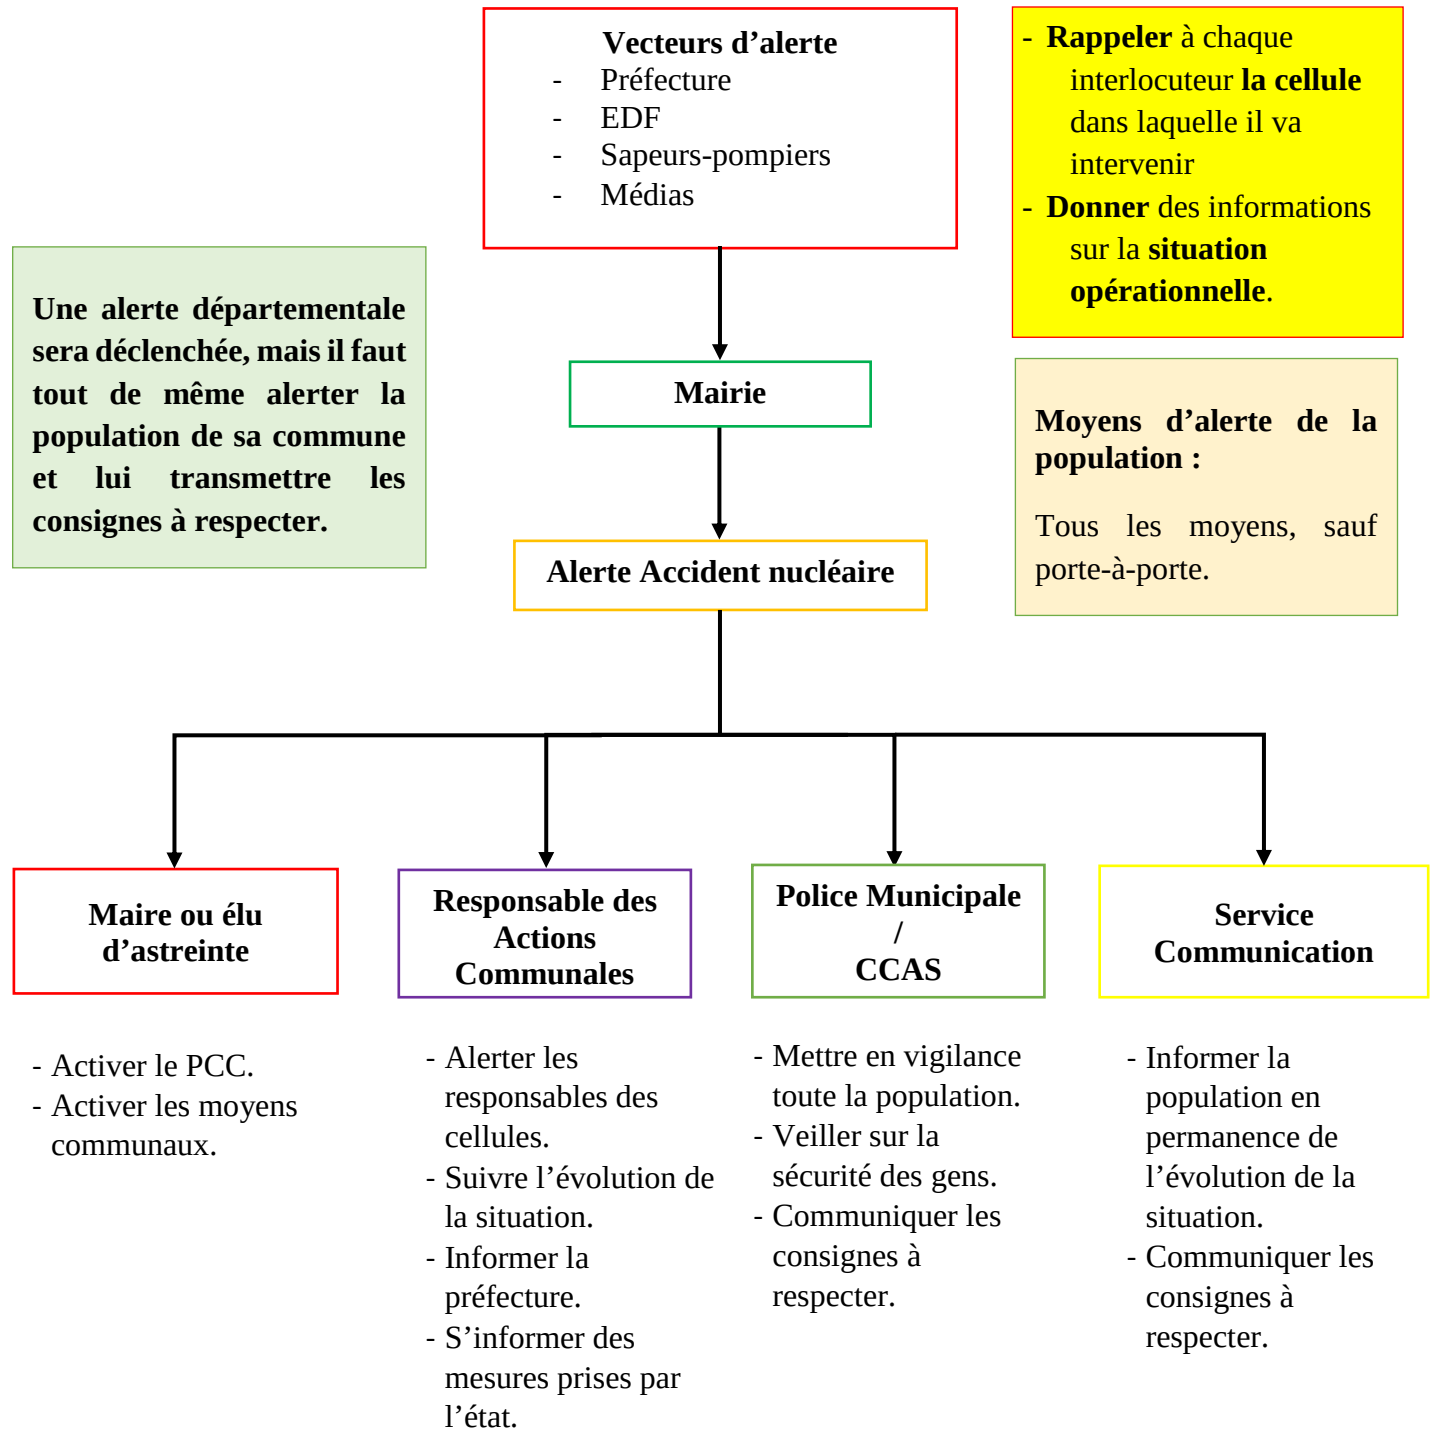 Vecteurs d’alerte
- Préfecture
- EDF
- Sapeurs-pompiers
- Médias
- Rappeler à chaque
interlocuteur la cellule
dans laquelle il va
intervenir
- Donner des informations
sur la situation
opérationnelle.
Une alerte départementale
sera déclenchée, mais il faut
tout de même alerter la
population de sa commune
et lui transmettre les
consignes à respecter.
Mairie
Moyens d’alerte de la
population :
Tous les moyens, sauf
porte-à-porte.
Alerte Accident nucléaire
Maire ou élu
d’astreinte
- Activer le PCC.
- Activer les moyens
communaux.
Responsable des
Actions
Communales
- Alerter les
responsables des
cellules.
- Suivre l’évolution de
la situation.
- Informer la
préfecture.
- S’informer des
mesures prises par
l’état.
Police Municipale
/
CCAS
- Mettre en vigilance
toute la population.
- Veiller sur la
sécurité des gens.
- Communiquer les
consignes à
respecter.
Service
Communication
- Informer la
population en
permanence de
l’évolution de la
situation.
- Communiquer les
consignes à
respecter.